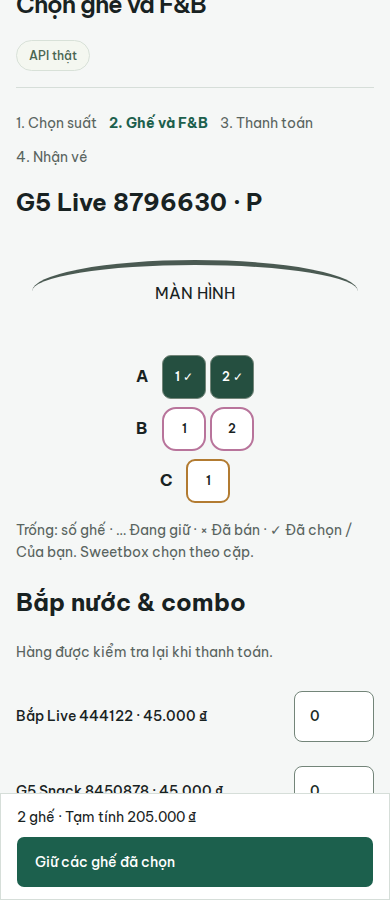 Chọn ghế và F&B
API thật
1. Chọn suất 2. Ghế và F&B 3. Thanh toán
4. Nhận vé
G5 Live 8796630 · P
MÀN HÌNH
A 1 ✓ 2 ✓
B 1 2
C 1
Trống: số ghế · … Đang giữ · × Đã bán · ✓ Đã chọn /
Của bạn. Sweetbox chọn theo cặp.
Bắp nước & combo
Hàng được kiểm tra lại khi thanh toán.
Bắp Live 444122 · 45.000 ₫ 0
G5 Snack 8450878 · 45.000 ₫ 0
2 ghế · Tạm tính 205.000 ₫
Giữ các ghế đã chọn